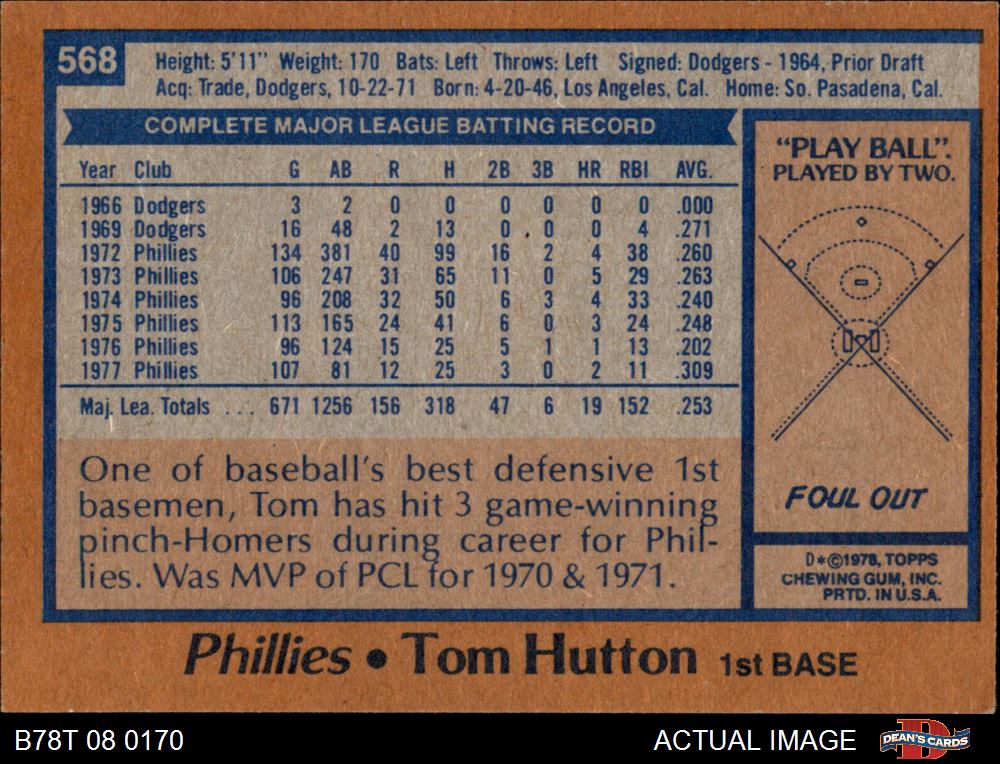 568
Height: 5'11" Weight: 170 Bats: Left Throws: Left Signed: Dodgers - 1964, Prior Draft
Acq: Trade, Dodgers, 10-22-71 Born: 4-20-46, Los Angeles, Cal. Home: So. Pasadena, Cal.
COMPLETE MAJOR LEAGUE BATTING RECORD
Year Club G AB R H 2B 3B HR RBI AVG.
1966 Dodgers 3 2 0 0 0 0 0 0 .000
1969 Dodgers 16 48 2 13 0 0 0 4 .271
1972 Phillies 134 381 40 99 16 2 4 38 .260
1973 Phillies 106 247 31 65 11 0 5 29 .263
1974 Phillies 96 208 32 50 6 3 4 33 .240
1975 Phillies 113 165 24 41 6 0 3 24 .248
1976 Phillies 96 124 15 25 5 1 1 13 .202
1977 Phillies 107 81 12 25 3 0 2 11 .309
Maj. Lea. Totals ... 671 1256 156 318 47 6 19 152 .253
One of baseball's best defensive 1st
basemen, Tom has hit 3 game-winning
pinch-Homers during career for Phil-
lies. Was MVP of PCL for 1970 & 1971.
"PLAY BALL".
PLAYED BY TWO.
FOUL OUT
D*©1978, TOPPS
CHEWING GUM, INC.
PRTD. IN U.S.A.
Phillies • Tom Hutton 1st BASE
B78T 08 0170 ACTUAL IMAGE
D
DEAN'S CARDS